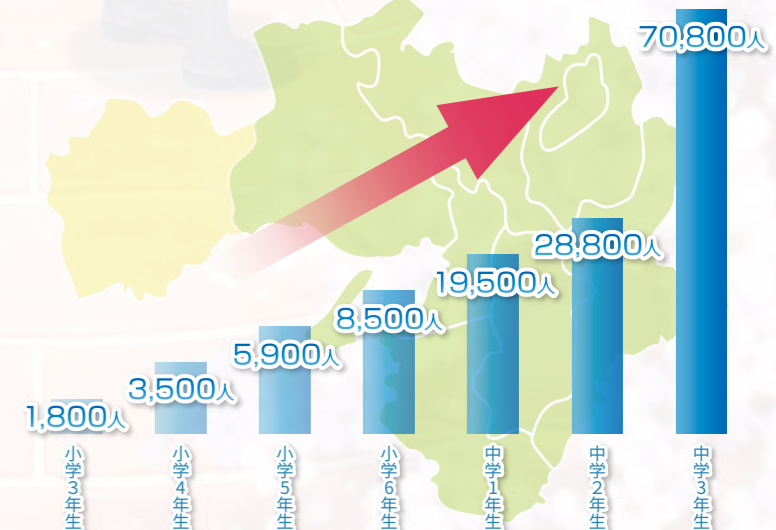 70,800人
28,800人
19,500人
8,500人
5,900人
3,500人
1,800人
小学3年生
小学4年生
小学5年生
小学6年生
中学1年生
中学2年生
中学3年生